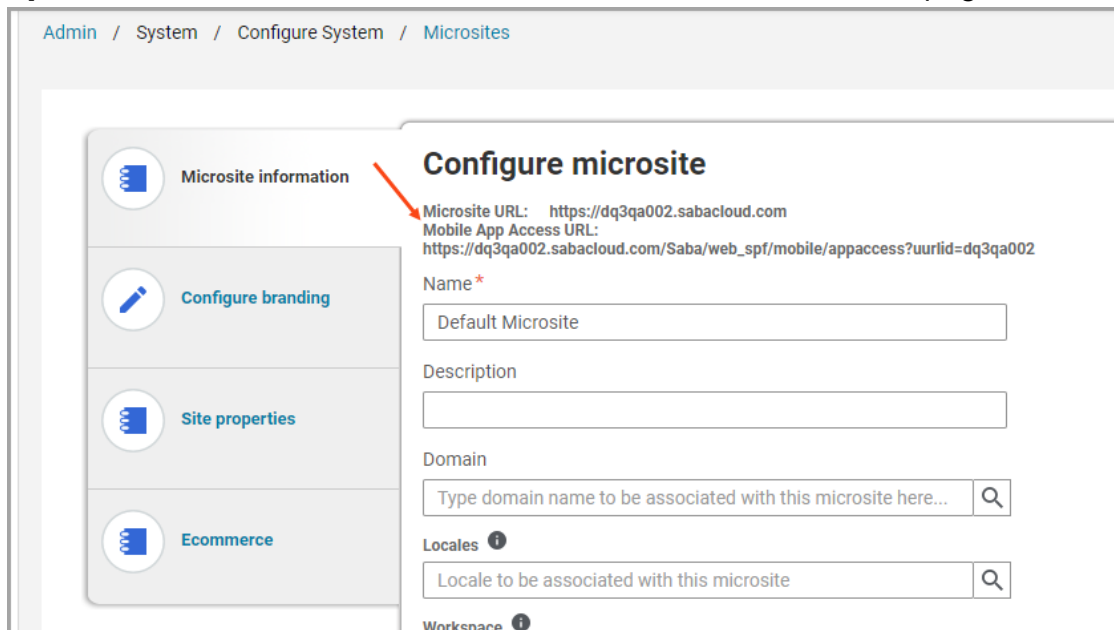 Admin / System / Configure System / Microsites
Microsite information
Configure branding
Site properties
Ecommerce
Configure microsite
Microsite URL: https://dq3qa002.sabacloud.com
Mobile App Access URL:
https://dq3qa002.sabacloud.com/Saba/web_spf/mobile/appaccess?uurlid=dq3qa002
Name*
Default Microsite
Description
Domain
Type domain name to be associated with this microsite here...
Locales
Locale to be associated with this microsite
Workspace